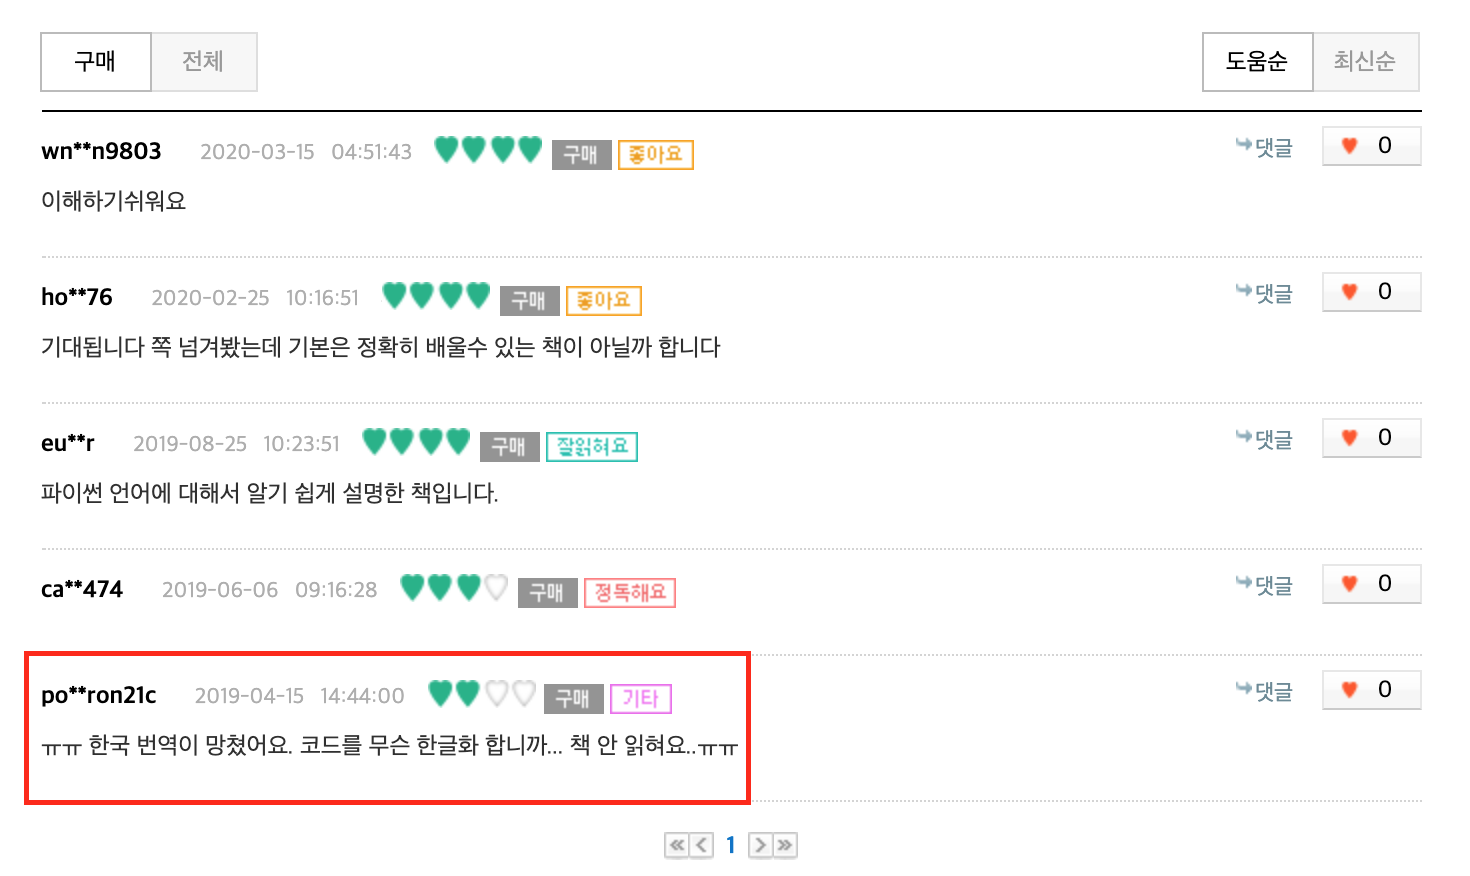 구매 전체 도움순 최신순
wn**n9803 2020-03-15 04:51:43 구매 좋아요 댓글 0
이해하기쉬워요
ho**76 2020-02-25 10:16:51 구매 좋아요 댓글 0
기대됩니다 쭉 넘겨봤는데 기본은 정확히 배울수 있는 책이 아닐까 합니다
eu**r 2019-08-25 10:23:51 구매 잘읽혀요 댓글 0
파이썬 언어에 대해서 알기 쉽게 설명한 책입니다.
ca**474 2019-06-06 09:16:28 구매 정독해요 댓글 0
po**ron21c 2019-04-15 14:44:00 구매 기타 댓글 0
ㅠㅠ 한국 번역이 망쳤어요. 코드를 무슨 한글화 합니까... 책 안 읽혀요..ㅠㅠ
1